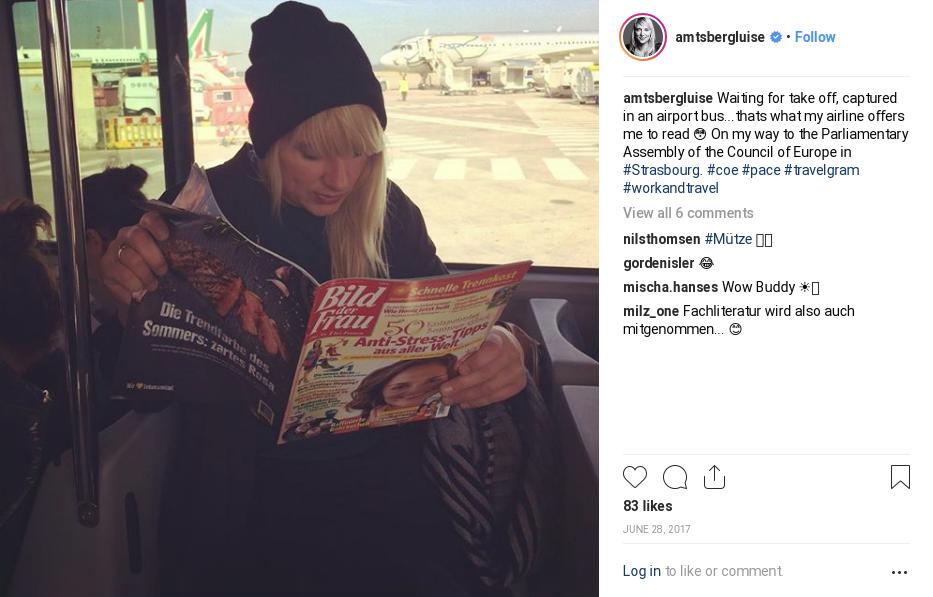 Die Trendfarbe des
Sommers: zartes Rosa
Bild
der
Frau
Schnelle Trennkost
50
Anti-Stress-Tipps
aus aller Welt
amtsbergluise • Follow
amtsbergluise Waiting for take off, captured
in an airport bus...thats what my airline offers
me to read 😳 On my way to the Parliamentary
Assembly of the Council of Europe in
#Strasbourg. #coe #pace #travelgram
#workandtravel
View all 6 comments
nilsthomsen #Mütze
gordenisler 😂
mischa.hanses Wow Buddy ☀
milz_one Fachliteratur wird also auch
mitgenommen... 😊
83 likes
JUNE 28, 2017
Log in to like or comment.